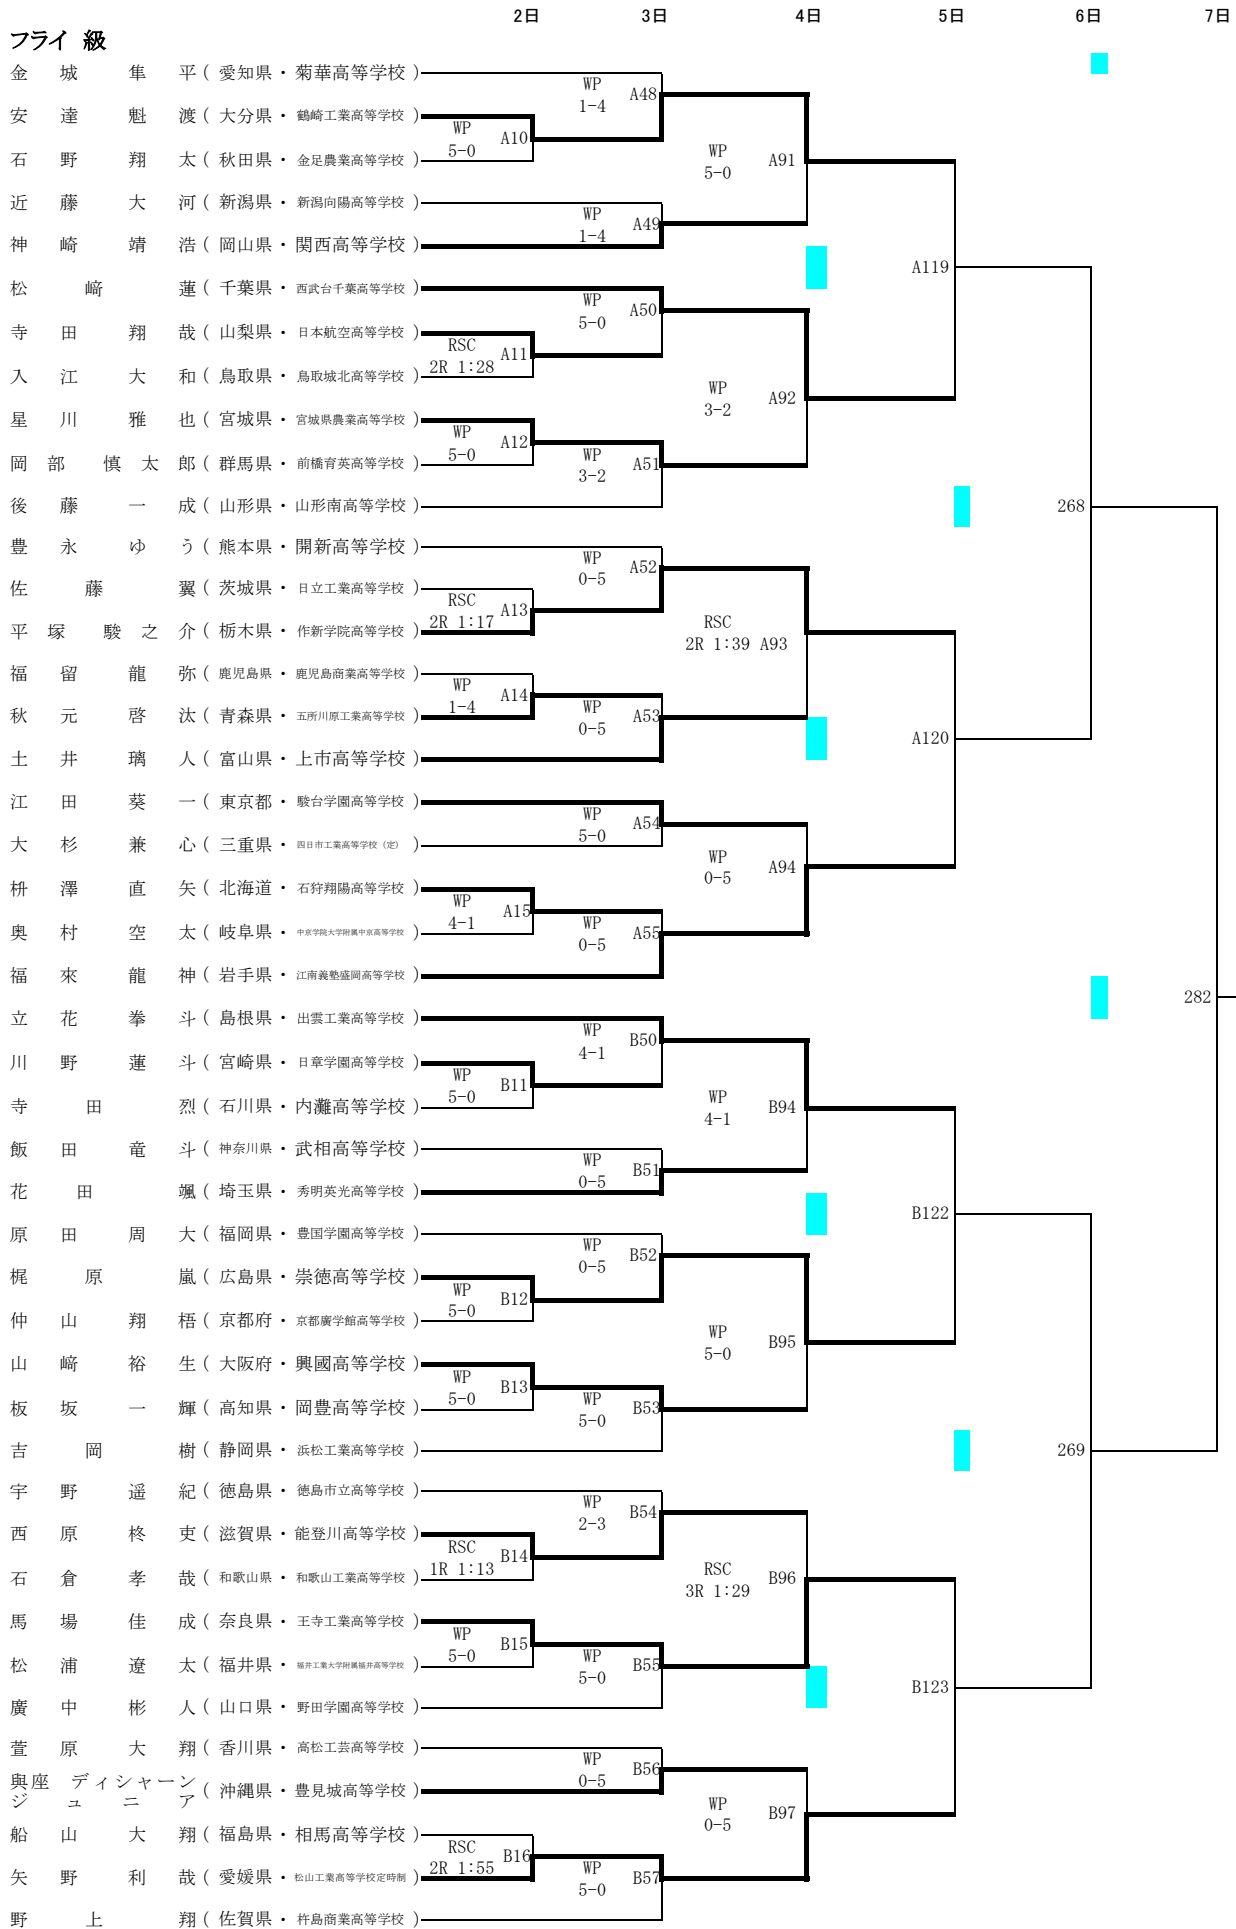 2日 3日 4日 5日 6日 7日
フライ 級
金城隼平(愛知県・菊華高等学校)
WP
1-4 A48
安達魁渡(大分県・鶴崎工業高等学校)
WP
5-0 A10
石野翔太(秋田県・金足農業高等学校)
WP
5-0 A91
近藤大河(新潟県・新潟向陽高等学校)
WP
1-4 A49
神崎靖浩(岡山県・関西高等学校)
A119
松﨑蓮(千葉県・西武台千葉高等学校)
WP
5-0 A50
寺田翔哉(山梨県・日本航空高等学校)
RSC
2R 1:28 A11
入江大和(鳥取県・鳥取城北高等学校)
WP
3-2 A92
星川雅也(宮城県・宮城県農業高等学校)
WP
5-0 A12
岡部慎太郎(群馬県・前橋育英高等学校)
WP
3-2 A51
後藤一成(山形県・山形南高等学校)
268
豊永ゆう(熊本県・開新高等学校)
WP
0-5 A52
佐藤翼(茨城県・日立工業高等学校)
RSC
2R 1:17 A13
平塚駿之介(栃木県・作新学院高等学校)
RSC
2R 1:39 A93
福留龍弥(鹿児島県・鹿児島商業高等学校)
WP
1-4 A14
秋元啓汰(青森県・五所川原工業高等学校)
WP
0-5 A53
土井璃人(富山県・上市高等学校)
A120
江田葵一(東京都・駿台学園高等学校)
WP
5-0 A54
大杉兼心(三重県・四日市工業高等学校(定))
WP
0-5 A94
枡澤直矢(北海道・石狩翔陽高等学校)
WP
4-1 A15
奥村空太(岐阜県・中京学院大学附属中京高等学校)
WP
0-5 A55
福來龍神(岩手県・江南義塾盛岡高等学校)
282
立花拳斗(島根県・出雲工業高等学校)
WP
4-1 B50
川野蓮斗(宮崎県・日章学園高等学校)
WP
5-0 B11
寺田烈(石川県・内灘高等学校)
WP
4-1 B94
飯田竜斗(神奈川県・武相高等学校)
WP
0-5 B51
花田颯(埼玉県・秀明英光高等学校)
B122
原田周大(福岡県・豊国学園高等学校)
WP
0-5 B52
梶原嵐(広島県・崇徳高等学校)
WP
5-0 B12
仲山翔梧(京都府・京都廣学館高等学校)
WP
5-0 B95
山﨑裕生(大阪府・興國高等学校)
WP
5-0 B13
板坂一輝(高知県・岡豊高等学校)
WP
5-0 B53
吉岡樹(静岡県・浜松工業高等学校)
269
宇野遥紀(徳島県・徳島市立高等学校)
WP
2-3 B54
西原柊吏(滋賀県・能登川高等学校)
RSC
1R 1:13 B14
石倉孝哉(和歌山県・和歌山工業高等学校)
RSC
3R 1:29 B96
馬場佳成(奈良県・王寺工業高等学校)
WP
5-0 B15
松浦遼太(福井県・福井工業大学附属福井高等学校)
WP
5-0 B55
廣中彬人(山口県・野田学園高等学校)
B123
萱原大翔(香川県・高松工芸高等学校)
WP
0-5 B56
與座 ディシャーン
ジュニア(沖縄県・豊見城高等学校)
WP
0-5 B97
船山大翔(福島県・相馬高等学校)
RSC
2R 1:55 B16
矢野利哉(愛媛県・松山工業高等学校定時制)
WP
5-0 B57
野上翔(佐賀県・杵島商業高等学校)